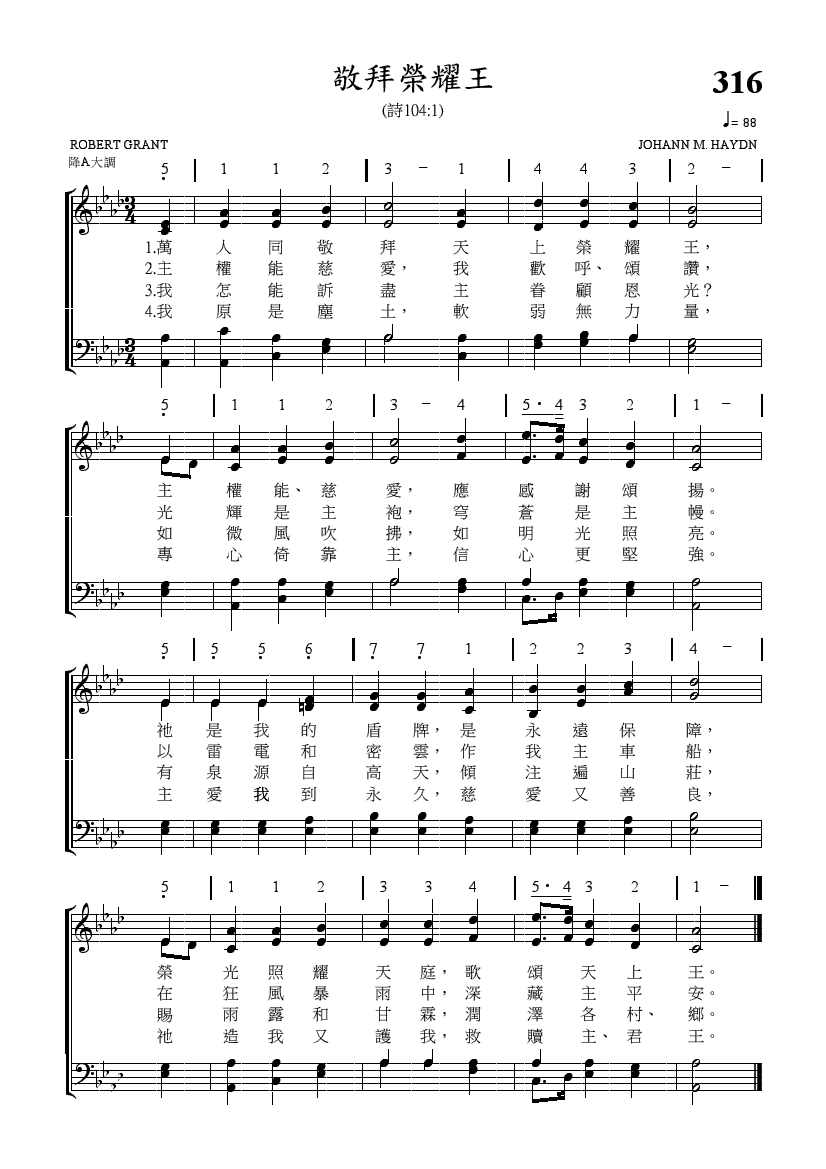 敬拜榮耀王
316
(詩104:1)
♩= 88
ROBERT GRANT
JOHANN M. HAYDN
降A大調
5 | 1 1 2 | 3 – 1 | 4 4 3 | 2 – |
3 4
1.萬人同敬拜天上榮耀王，
2.主權能慈愛，我歡呼、頌讚，
3.我怎能訴盡主眷顧恩光？
4.我原是塵土，軟弱無力量，
3 4
5 | 1 1 2 | 3 – 4 | 5· 4 3 2 | 1 – |
主權能、慈愛，應感謝頌揚。
光輝是主袍，穹蒼是主幔。
如微風吹拂，如明光照亮。
專心倚靠主，信心更堅強。
5 | 5 5 6 | 7 7 1 | 2 2 3 | 4 – |
祂是我的盾牌，是永遠保障，
以雷電和密雲，作我主車船，
有泉源自高天，傾注遍山莊，
主愛我到永久，慈愛又善良，
5 | 1 1 2 | 3 3 4 | 5· 4 3 2 | 1 – |
榮光照耀天庭，歌頌天上王。
在狂風暴雨中，深藏主平安。
賜雨露和甘霖，潤澤各村、鄉。
祂造我又護我，救贖主、君王。